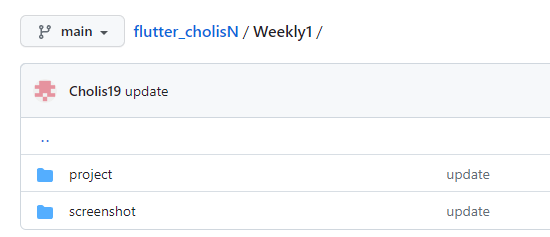 main flutter_cholisN / Weekly1 /
Cholis19 update
..
project update
screenshot update